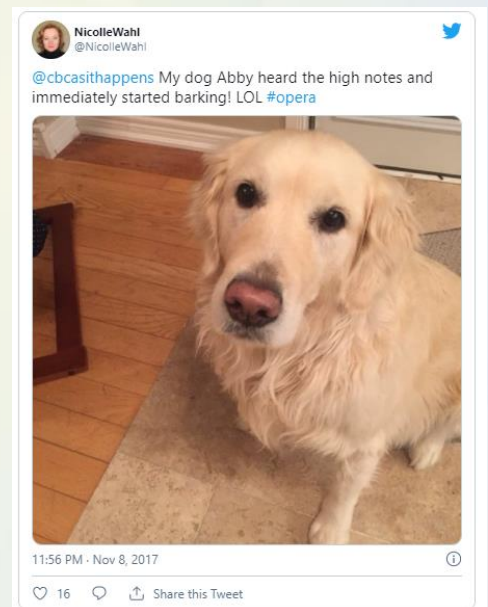 NicolleWahl
@NicolleWahl
@cbcasithappens My dog Abby heard the high notes and
immediately started barking! LOL #opera
11:56 PM · Nov 8, 2017
16
Share this Tweet